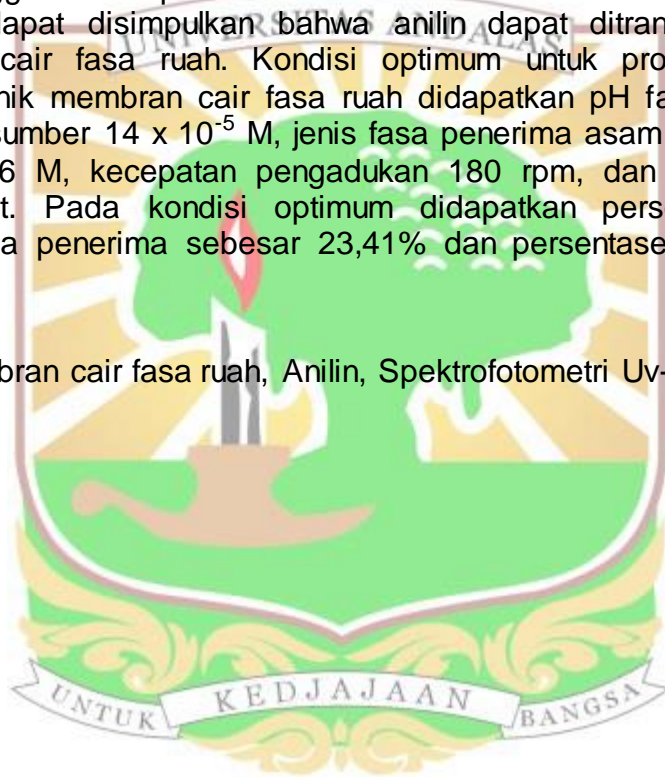 UNIVERSITAS ANDALAS
dapat disimpulkan bahwa anilin dapat ditran
cair fasa ruah. Kondisi optimum untuk pro
nik membran cair fasa ruah didapatkan pH fa
sumber 14 x 10⁻⁵ M, jenis fasa penerima asam
6 M, kecepatan pengadukan 180 rpm, dan
t. Pada kondisi optimum didapatkan pers
a penerima sebesar 23,41% dan persentase
bran cair fasa ruah, Anilin, Spektrofotometri Uv-
UNTUK KEDJAJAAN BANGSA